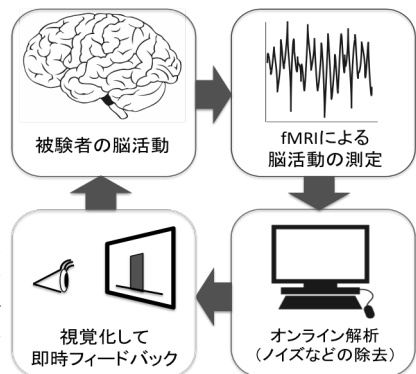 被験者の脳活動
fMRIによる
脳活動の測定
オンライン解析
(ノイズなどの除去)
視覚化して
即時フィードバック